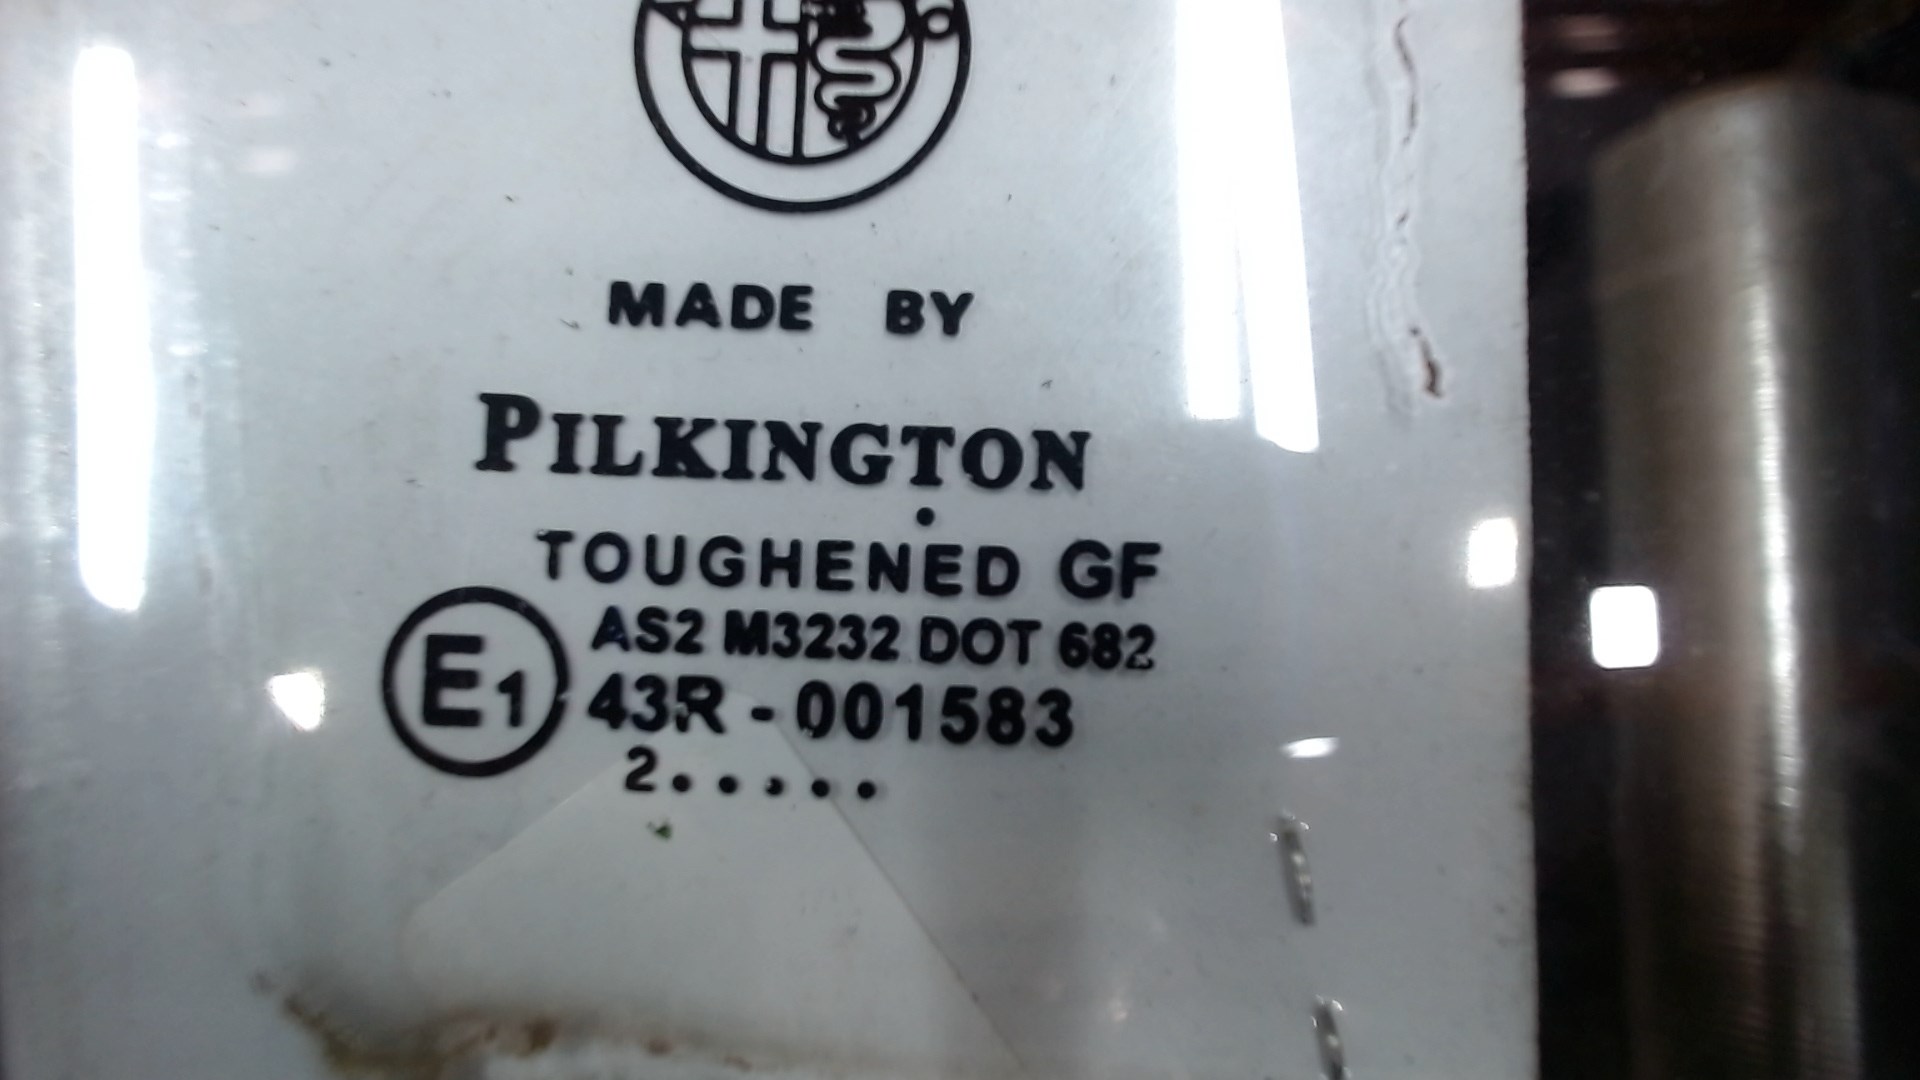 MADE BY
PILKINGTON
TOUGHENED GF
AS2 M3232 DOT 682
E1 43R - 001583
2.....